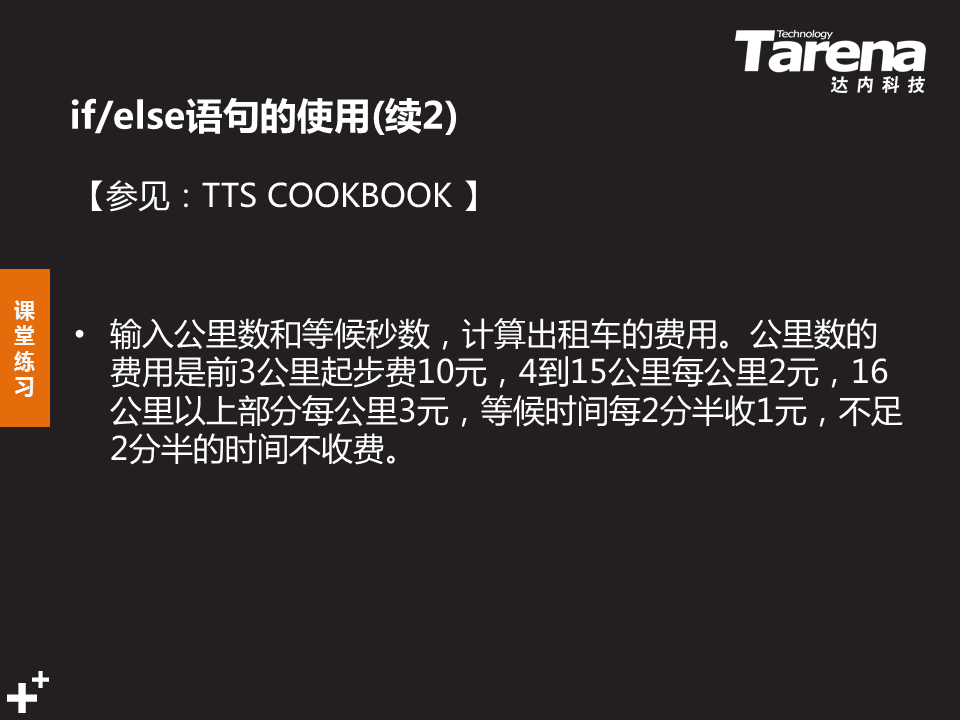 Technology
Tarena
达内科技
if/else语句的使用(续2)
【参见：TTS COOKBOOK 】
课
堂
练
习
• 输入公里数和等候秒数，计算出租车的费用。公里数的
费用是前3公里起步费10元，4到15公里每公里2元，16
公里以上部分每公里3元，等候时间每2分半收1元，不足
2分半的时间不收费。